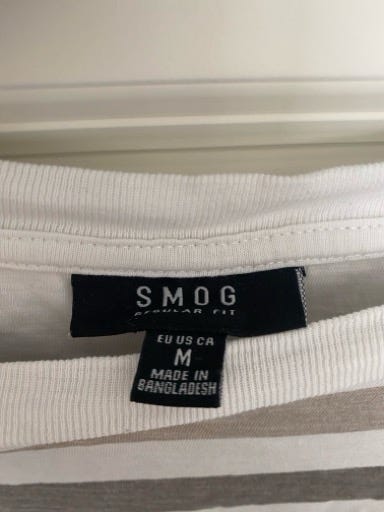 SMOG
REGULAR FIT
EU US CA
M
MADE IN
BANGLADESH